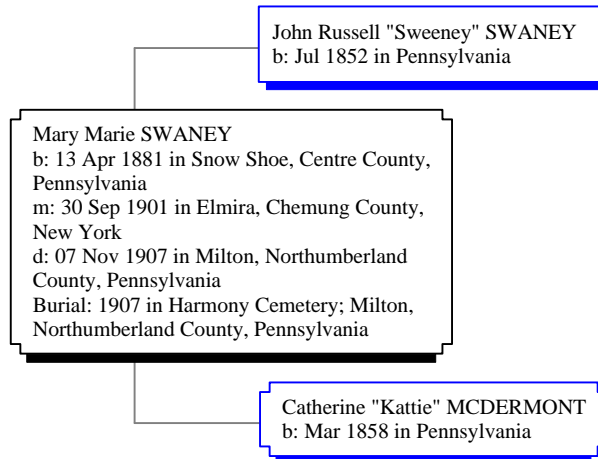 John Russell "Sweeney" SWANEY
b: Jul 1852 in Pennsylvania
Mary Marie SWANEY
b: 13 Apr 1881 in Snow Shoe, Centre County,
Pennsylvania
m: 30 Sep 1901 in Elmira, Chemung County,
New York
d: 07 Nov 1907 in Milton, Northumberland
County, Pennsylvania
Burial: 1907 in Harmony Cemetery; Milton,
Northumberland County, Pennsylvania
Catherine "Kattie" MCDERMONT
b: Mar 1858 in Pennsylvania